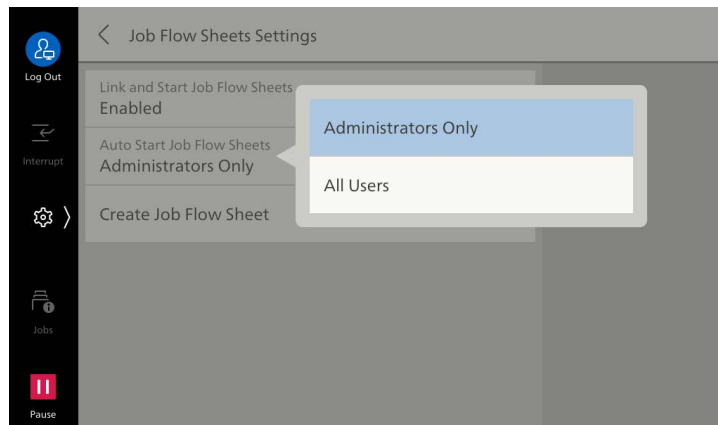 Job Flow Sheets Settings
Log Out
Link and Start Job Flow Sheets
Enabled
Administrators Only
Auto Start Job Flow Sheets
Administrators Only
Interrupt
All Users
Create Job Flow Sheet
Jobs
Pause